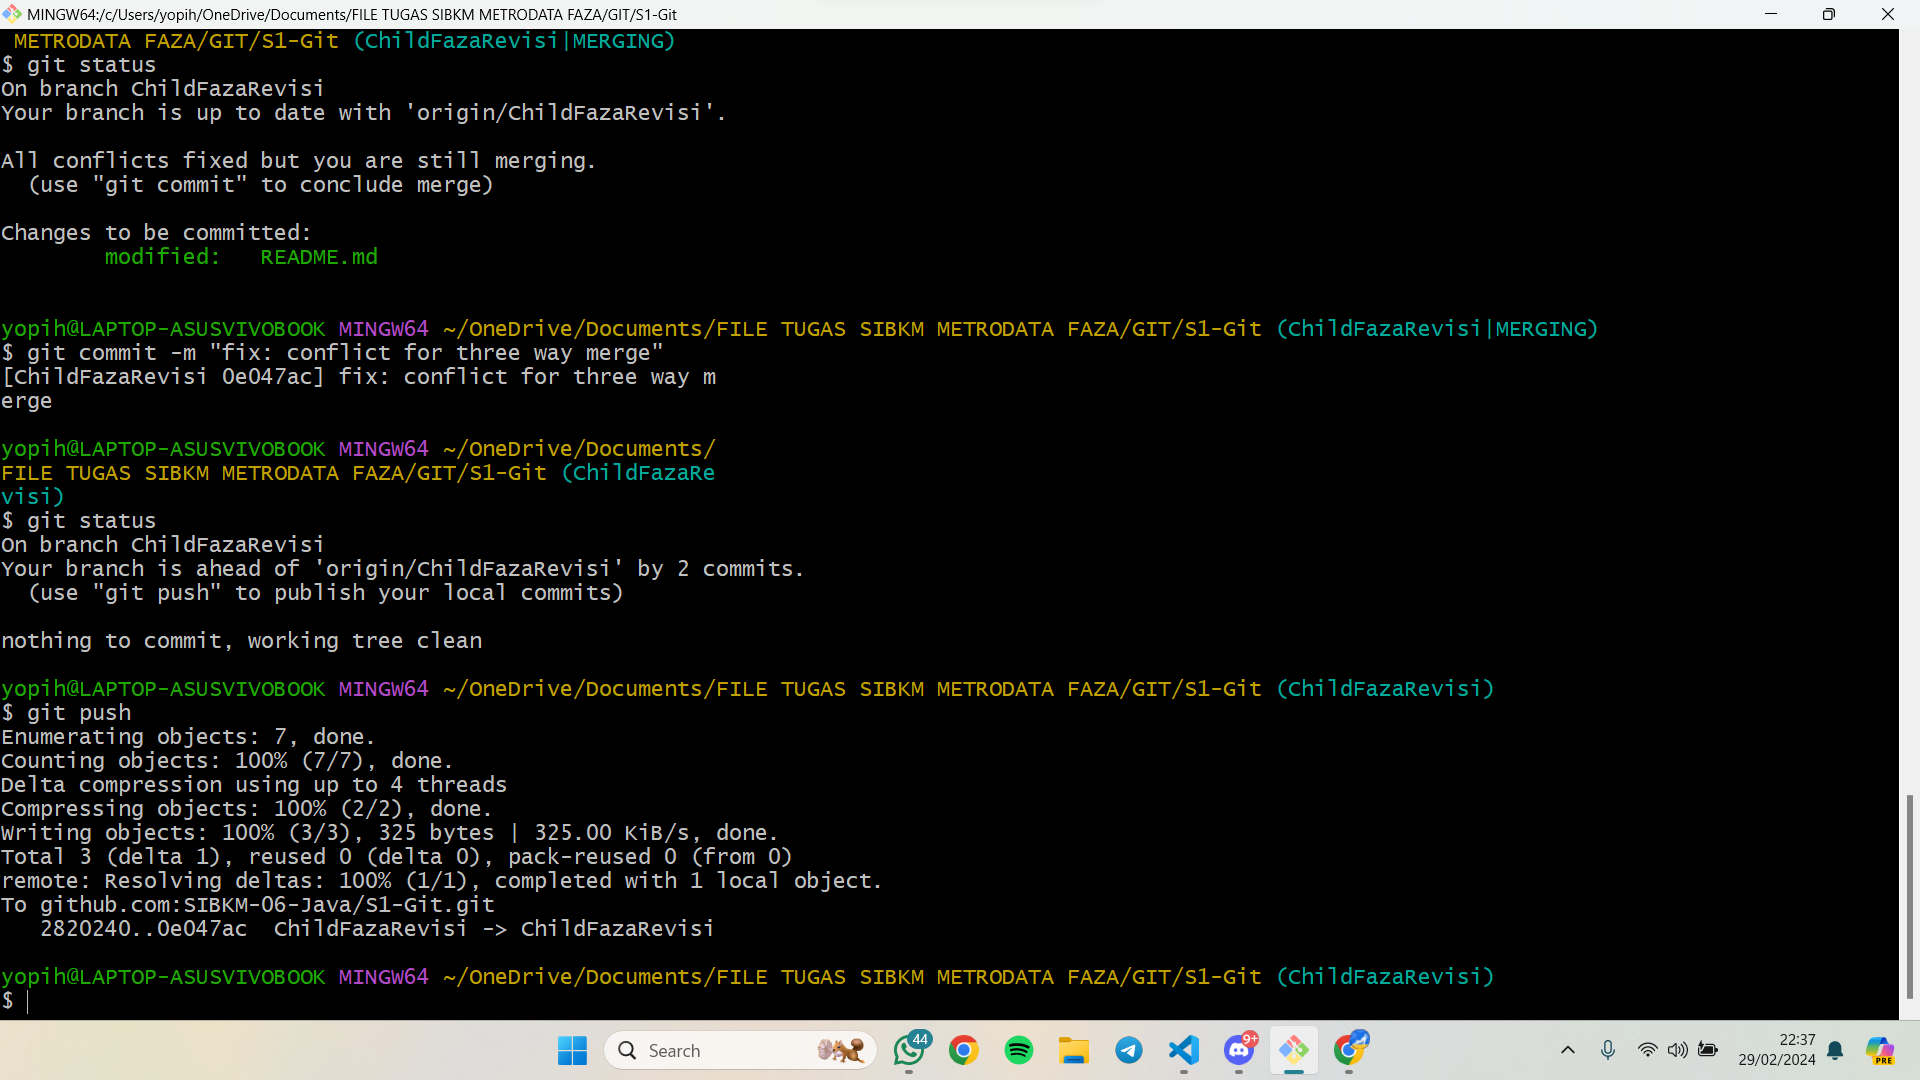 MINGW64:/c/Users/yopih/OneDrive/Documents/FILE TUGAS SIBKM METRODATA FAZA/GIT/S1-Git
METRODATA FAZA/GIT/S1-Git (ChildFazaRevisi|MERGING)
$ git status
On branch ChildFazaRevisi
Your branch is up to date with 'origin/ChildFazaRevisi'.
All conflicts fixed but you are still merging.
(use "git commit" to conclude merge)
Changes to be committed:
modified:   README.md
yopih@LAPTOP-ASUSVIVOBOOK MINGW64 ~/OneDrive/Documents/FILE TUGAS SIBKM METRODATA FAZA/GIT/S1-Git (ChildFazaRevisi|MERGING)
$ git commit -m "fix: conflict for three way merge"
[ChildFazaRevisi 0e047ac] fix: conflict for three way m
erge
yopih@LAPTOP-ASUSVIVOBOOK MINGW64 ~/OneDrive/Documents/
FILE TUGAS SIBKM METRODATA FAZA/GIT/S1-Git (ChildFazaRe
visi)
$ git status
On branch ChildFazaRevisi
Your branch is ahead of 'origin/ChildFazaRevisi' by 2 commits.
(use "git push" to publish your local commits)
nothing to commit, working tree clean
yopih@LAPTOP-ASUSVIVOBOOK MINGW64 ~/OneDrive/Documents/FILE TUGAS SIBKM METRODATA FAZA/GIT/S1-Git (ChildFazaRevisi)
$ git push
Enumerating objects: 7, done.
Counting objects: 100% (7/7), done.
Delta compression using up to 4 threads
Compressing objects: 100% (2/2), done.
Writing objects: 100% (3/3), 325 bytes | 325.00 KiB/s, done.
Total 3 (delta 1), reused 0 (delta 0), pack-reused 0 (from 0)
remote: Resolving deltas: 100% (1/1), completed with 1 local object.
To github.com:SIBKM-06-Java/S1-Git.git
2820240..0e047ac  ChildFazaRevisi -> ChildFazaRevisi
yopih@LAPTOP-ASUSVIVOBOOK MINGW64 ~/OneDrive/Documents/FILE TUGAS SIBKM METRODATA FAZA/GIT/S1-Git (ChildFazaRevisi)
$
Search
44
9+
22:37
29/02/2024
PRE